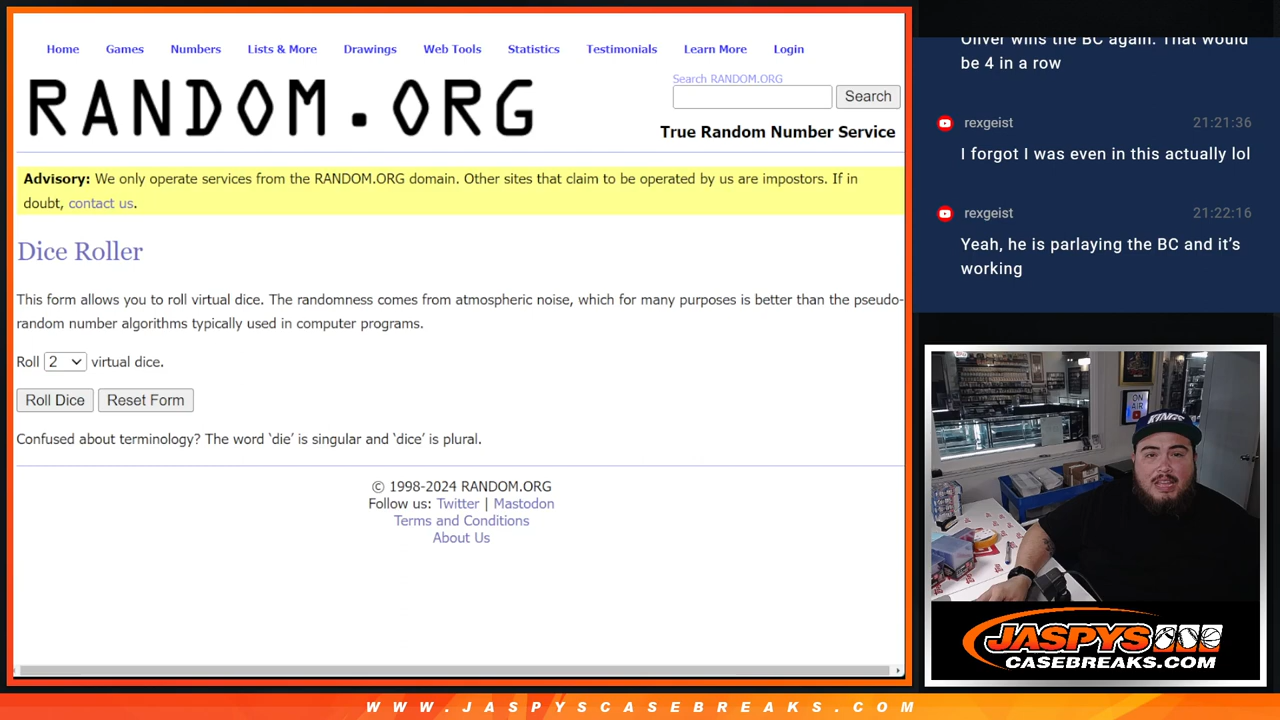 Home Games Numbers Lists & More Drawings Web Tools Statistics Testimonials Learn More Login
RANDOM.ORG
Search RANDOM.ORG
Search
True Random Number Service
Advisory: We only operate services from the RANDOM.ORG domain. Other sites that claim to be operated by us are impostors. If in
doubt, contact us.
Dice Roller
This form allows you to roll virtual dice. The randomness comes from atmospheric noise, which for many purposes is better than the pseudo-
random number algorithms typically used in computer programs.
Roll 2 virtual dice.
Roll Dice Reset Form
Confused about terminology? The word ‘die’ is singular and ‘dice’ is plural.
© 1998-2024 RANDOM.ORG
Follow us: Twitter | Mastodon
Terms and Conditions
About Us
Oliver wins the BC again. That would
be 4 in a row
rexgeist 21:21:36
I forgot I was even in this actually lol
rexgeist 21:22:16
Yeah, he is parlaying the BC and it’s
working
ON
AIR
KINGS
JASPYS
CASEBREAKS.COM
WWW.JASPYSCASEBREAKS.COM